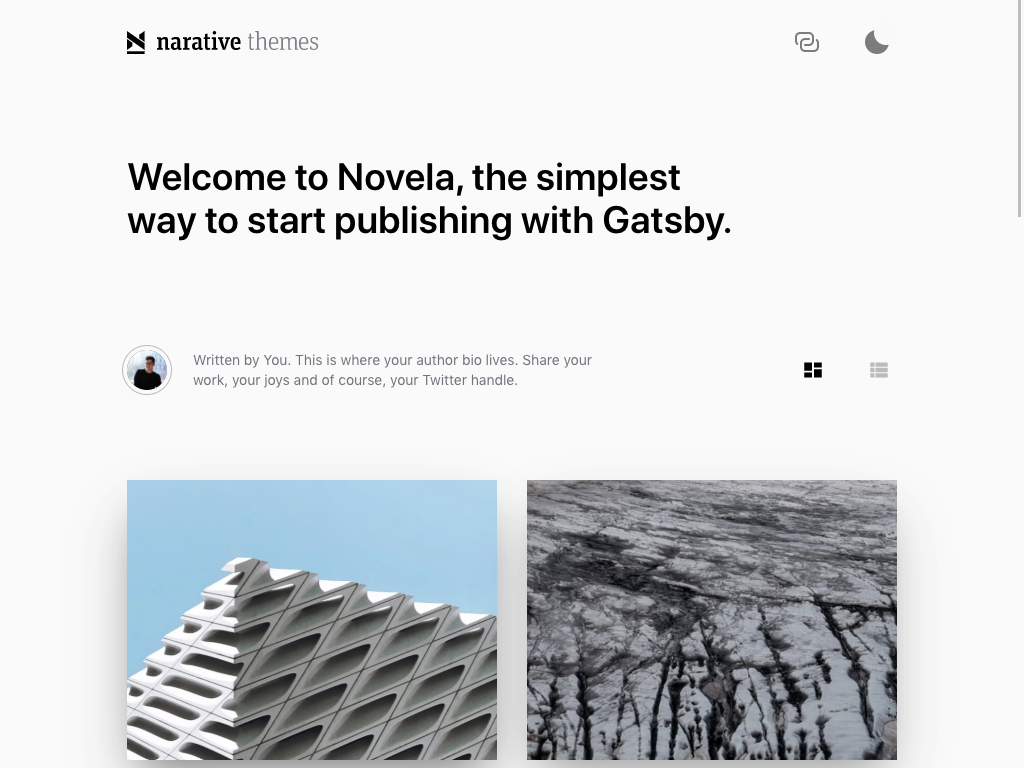 narative themes
Welcome to Novela, the simplest
way to start publishing with Gatsby.
Written by You. This is where your author bio lives. Share your
work, your joys and of course, your Twitter handle.